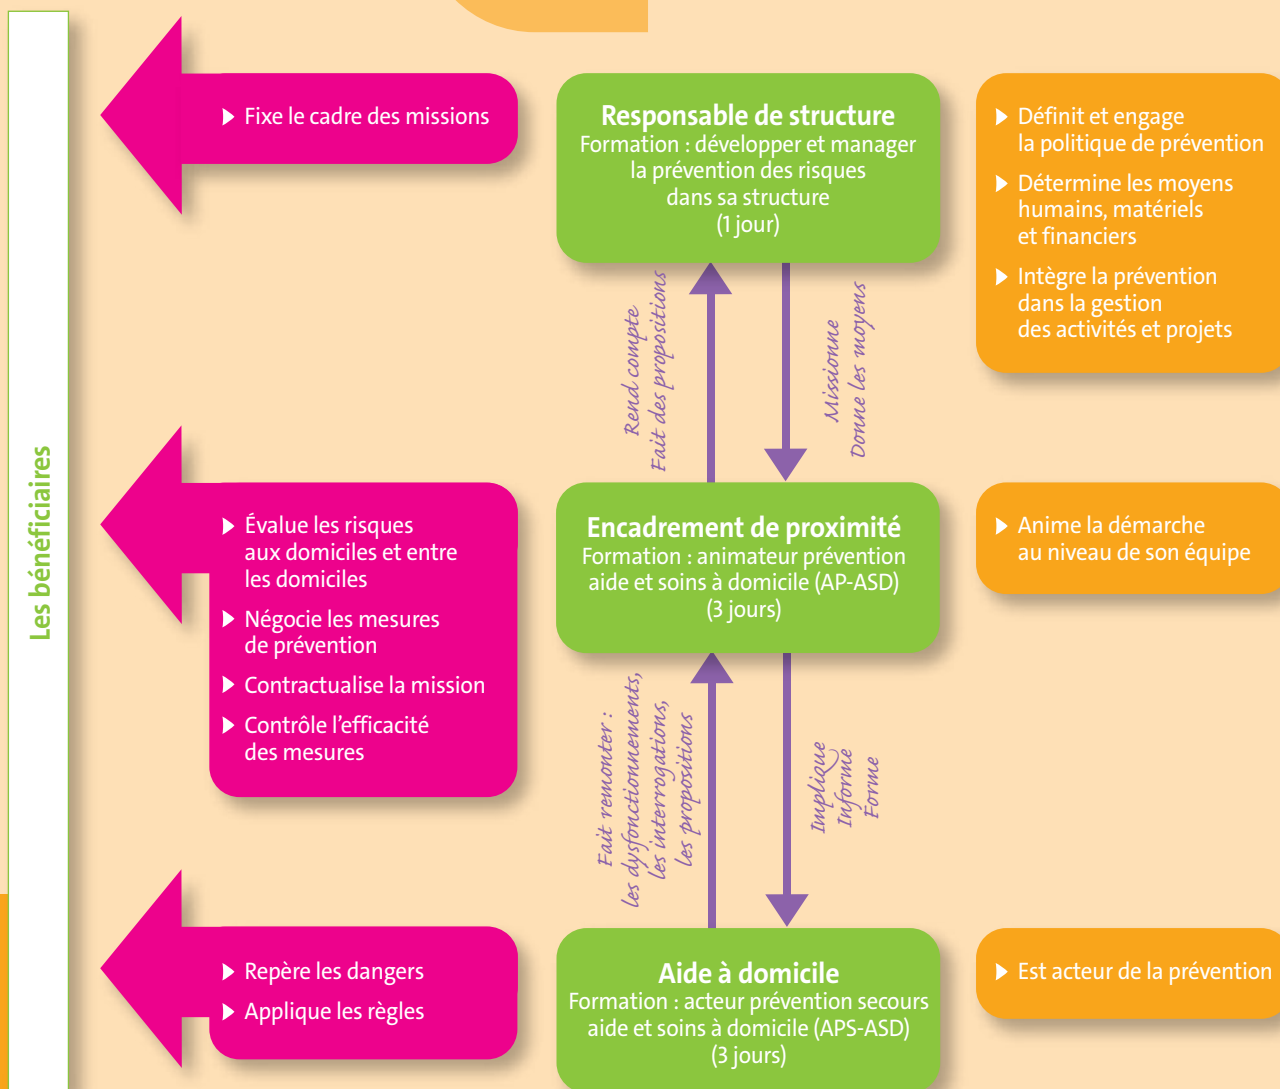 Les bénéficiaires
Fixe le cadre des missions
Responsable de structure
Formation : développer et manager
la prévention des risques
dans sa structure
(1 jour)
Définit et engage
la politique de prévention
Détermine les moyens
humains, matériels
et financiers
Intègre la prévention
dans la gestion
des activités et projets
Rend compte
Fait des propositions
Missionne
Donne les moyens
Évalue les risques
aux domiciles et entre
les domiciles
Négocie les mesures
de prévention
Contractualise la mission
Contrôle l’efficacité
des mesures
Encadrement de proximité
Formation : animateur prévention
aide et soins à domicile (AP-ASD)
(3 jours)
Anime la démarche
au niveau de son équipe
Fait remonter :
les dysfonctionnements,
les interrogations,
les propositions
Implique
Informe
Forme
Repère les dangers
Applique les règles
Aide à domicile
Formation : acteur prévention secours
aide et soins à domicile (APS-ASD)
(3 jours)
Est acteur de la prévention